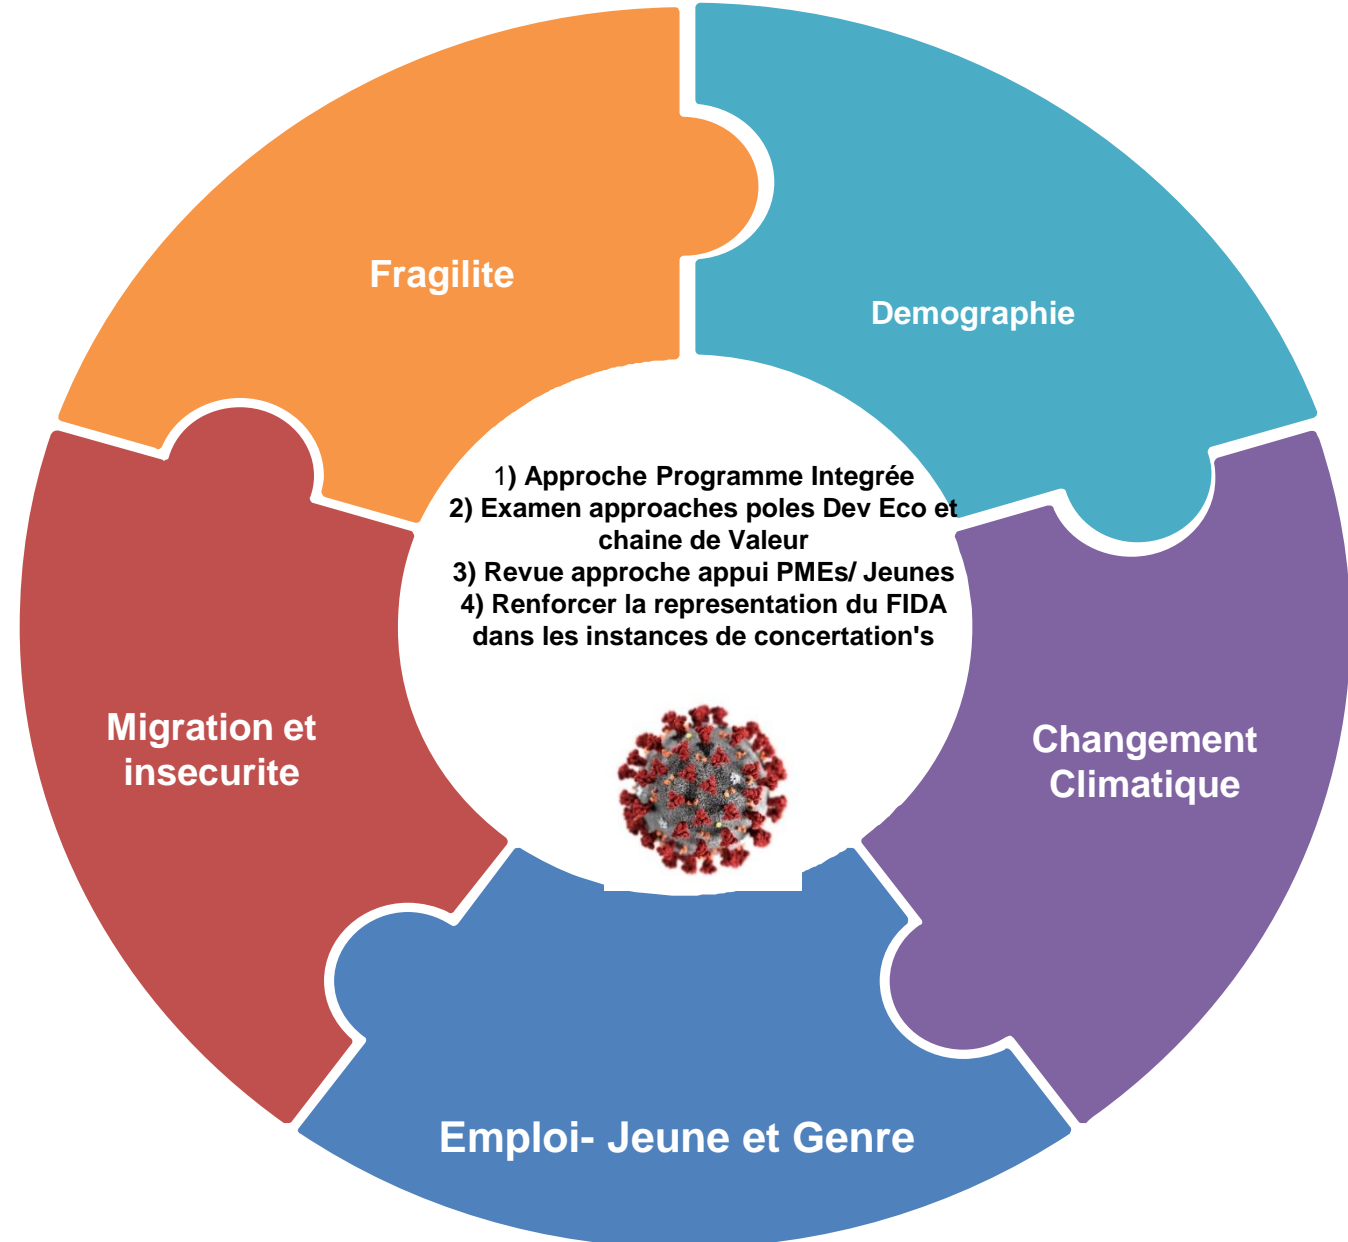 Fragilite
Demographie
1) Approche Programme Integrée
2) Examen approaches poles Dev Eco et
chaine de Valeur
3) Revue approche appui PMEs/ Jeunes
4) Renforcer la representation du FIDA
dans les instances de concertation's
Migration et
insecurite
Changement
Climatique
Emploi- Jeune et Genre